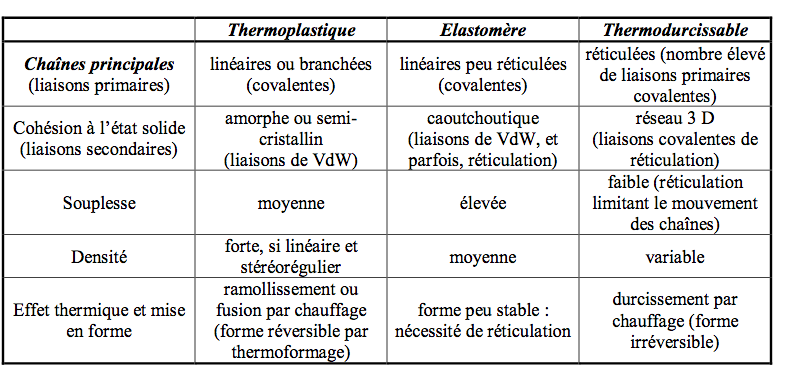 Thermoplastique Elastomère Thermodurcissable
Chaînes principales
(liaisons primaires)
linéaires ou branchées
(covalentes)
linéaires peu réticulées
(covalentes)
réticulées (nombre élevé
de liaisons primaires
covalentes)
Cohésion à l'état solide
(liaisons secondaires)
amorphe ou semi-
cristallin
(liaisons de VdW)
caoutchoutique
(liaisons de VdW, et
parfois, réticulation)
réseau 3 D
(liaisons covalentes de
réticulation)
Souplesse
moyenne
élevée
faible (réticulation
limitant le mouvement
des chaînes)
Densité
forte, si linéaire et
stéréorégulier
moyenne
variable
Effet thermique et mise
en forme
ramollissement ou
fusion par chauffage
(forme réversible par
thermoformage)
forme peu stable :
nécessité de réticulation
durcissement par
chauffage (forme
irréversible)